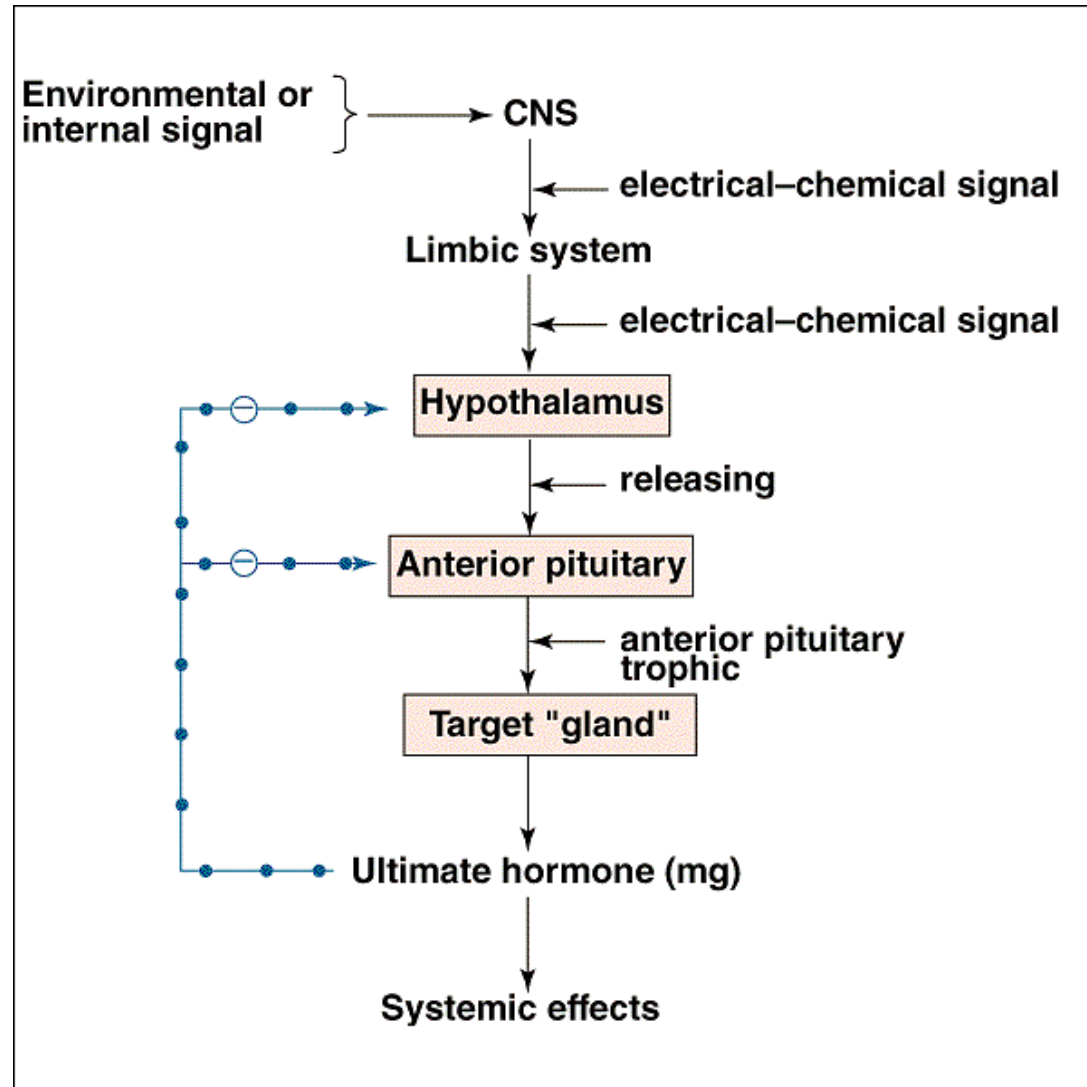 Environmental or
internal signal
CNS
electrical–chemical signal
Limbic system
electrical–chemical signal
Hypothalamus
releasing
Anterior pituitary
anterior pituitary
trophic
Target "gland"
Ultimate hormone (mg)
Systemic effects